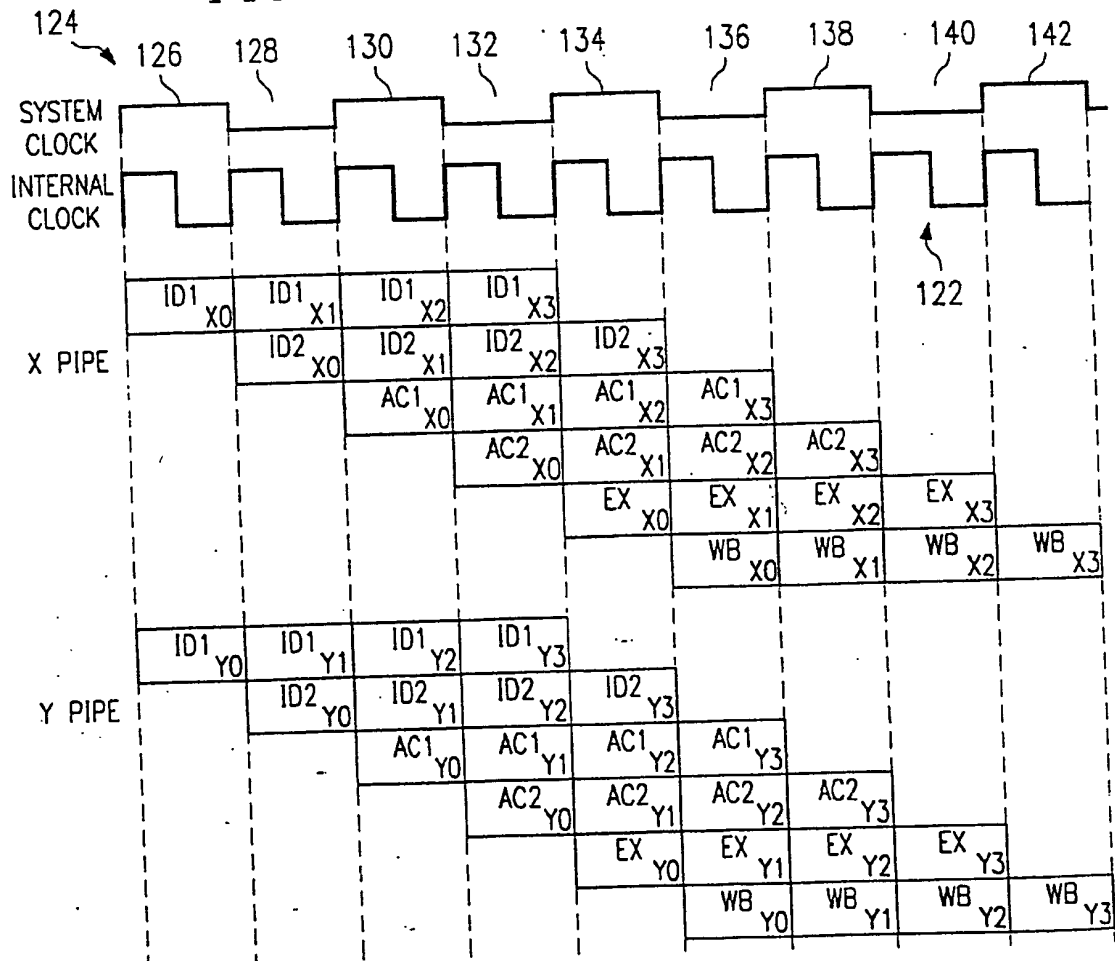 124
126 128 130 132 134 136 138 140 142
SYSTEM
CLOCK
INTERNAL
CLOCK
122
X PIPE
ID1 X0 ID1 X1 ID1 X2 ID1 X3
ID2 X0 ID2 X1 ID2 X2 ID2 X3
AC1 X0 AC1 X1 AC1 X2 AC1 X3
AC2 X0 AC2 X1 AC2 X2 AC2 X3
EX X0 EX X1 EX X2 EX X3
WB X0 WB X1 WB X2 WB X3
Y PIPE
ID1 Y0 ID1 Y1 ID1 Y2 ID1 Y3
ID2 Y0 ID2 Y1 ID2 Y2 ID2 Y3
AC1 Y0 AC1 Y1 AC1 Y2 AC1 Y3
AC2 Y0 AC2 Y1 AC2 Y2 AC2 Y3
EX Y0 EX Y1 EX Y2 EX Y3
WB Y0 WB Y1 WB Y2 WB Y3